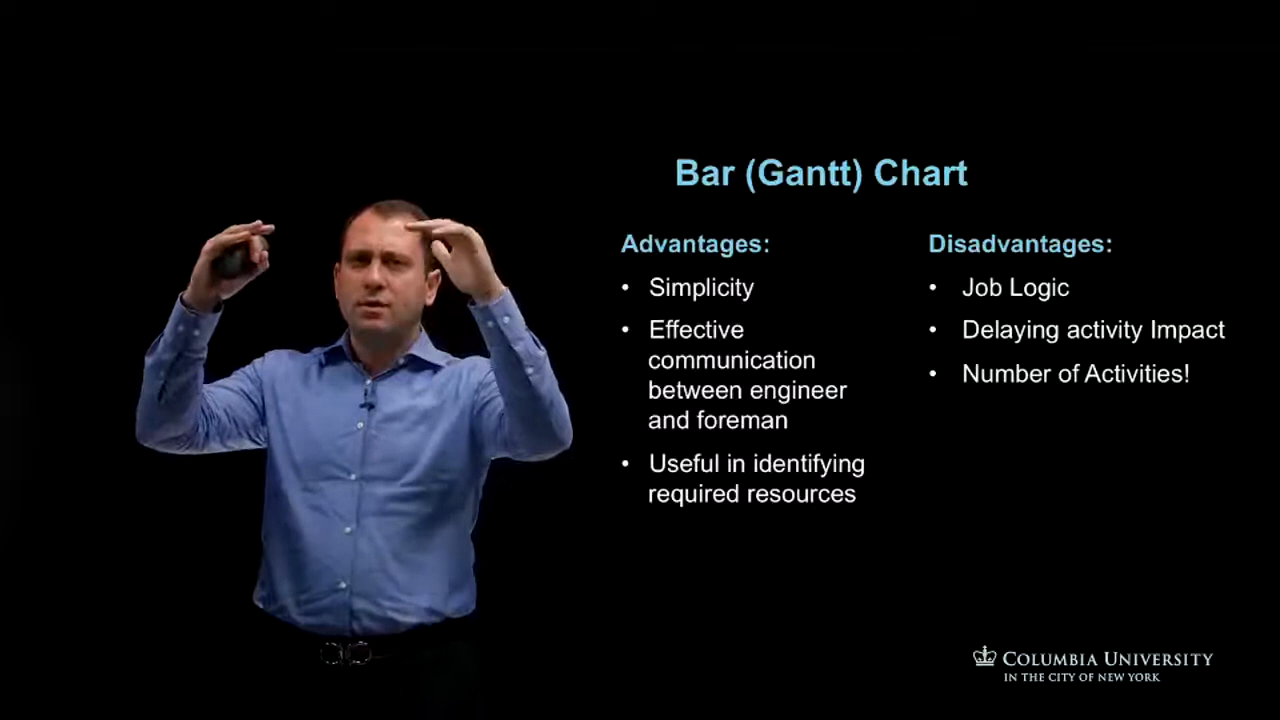 Bar (Gantt) Chart
Advantages:
• Simplicity
• Effective
communication
between engineer
and foreman
• Useful in identifying
required resources
Disadvantages:
• Job Logic
• Delaying activity Impact
• Number of Activities!
COLUMBIA UNIVERSITY
IN THE CITY OF NEW YORK